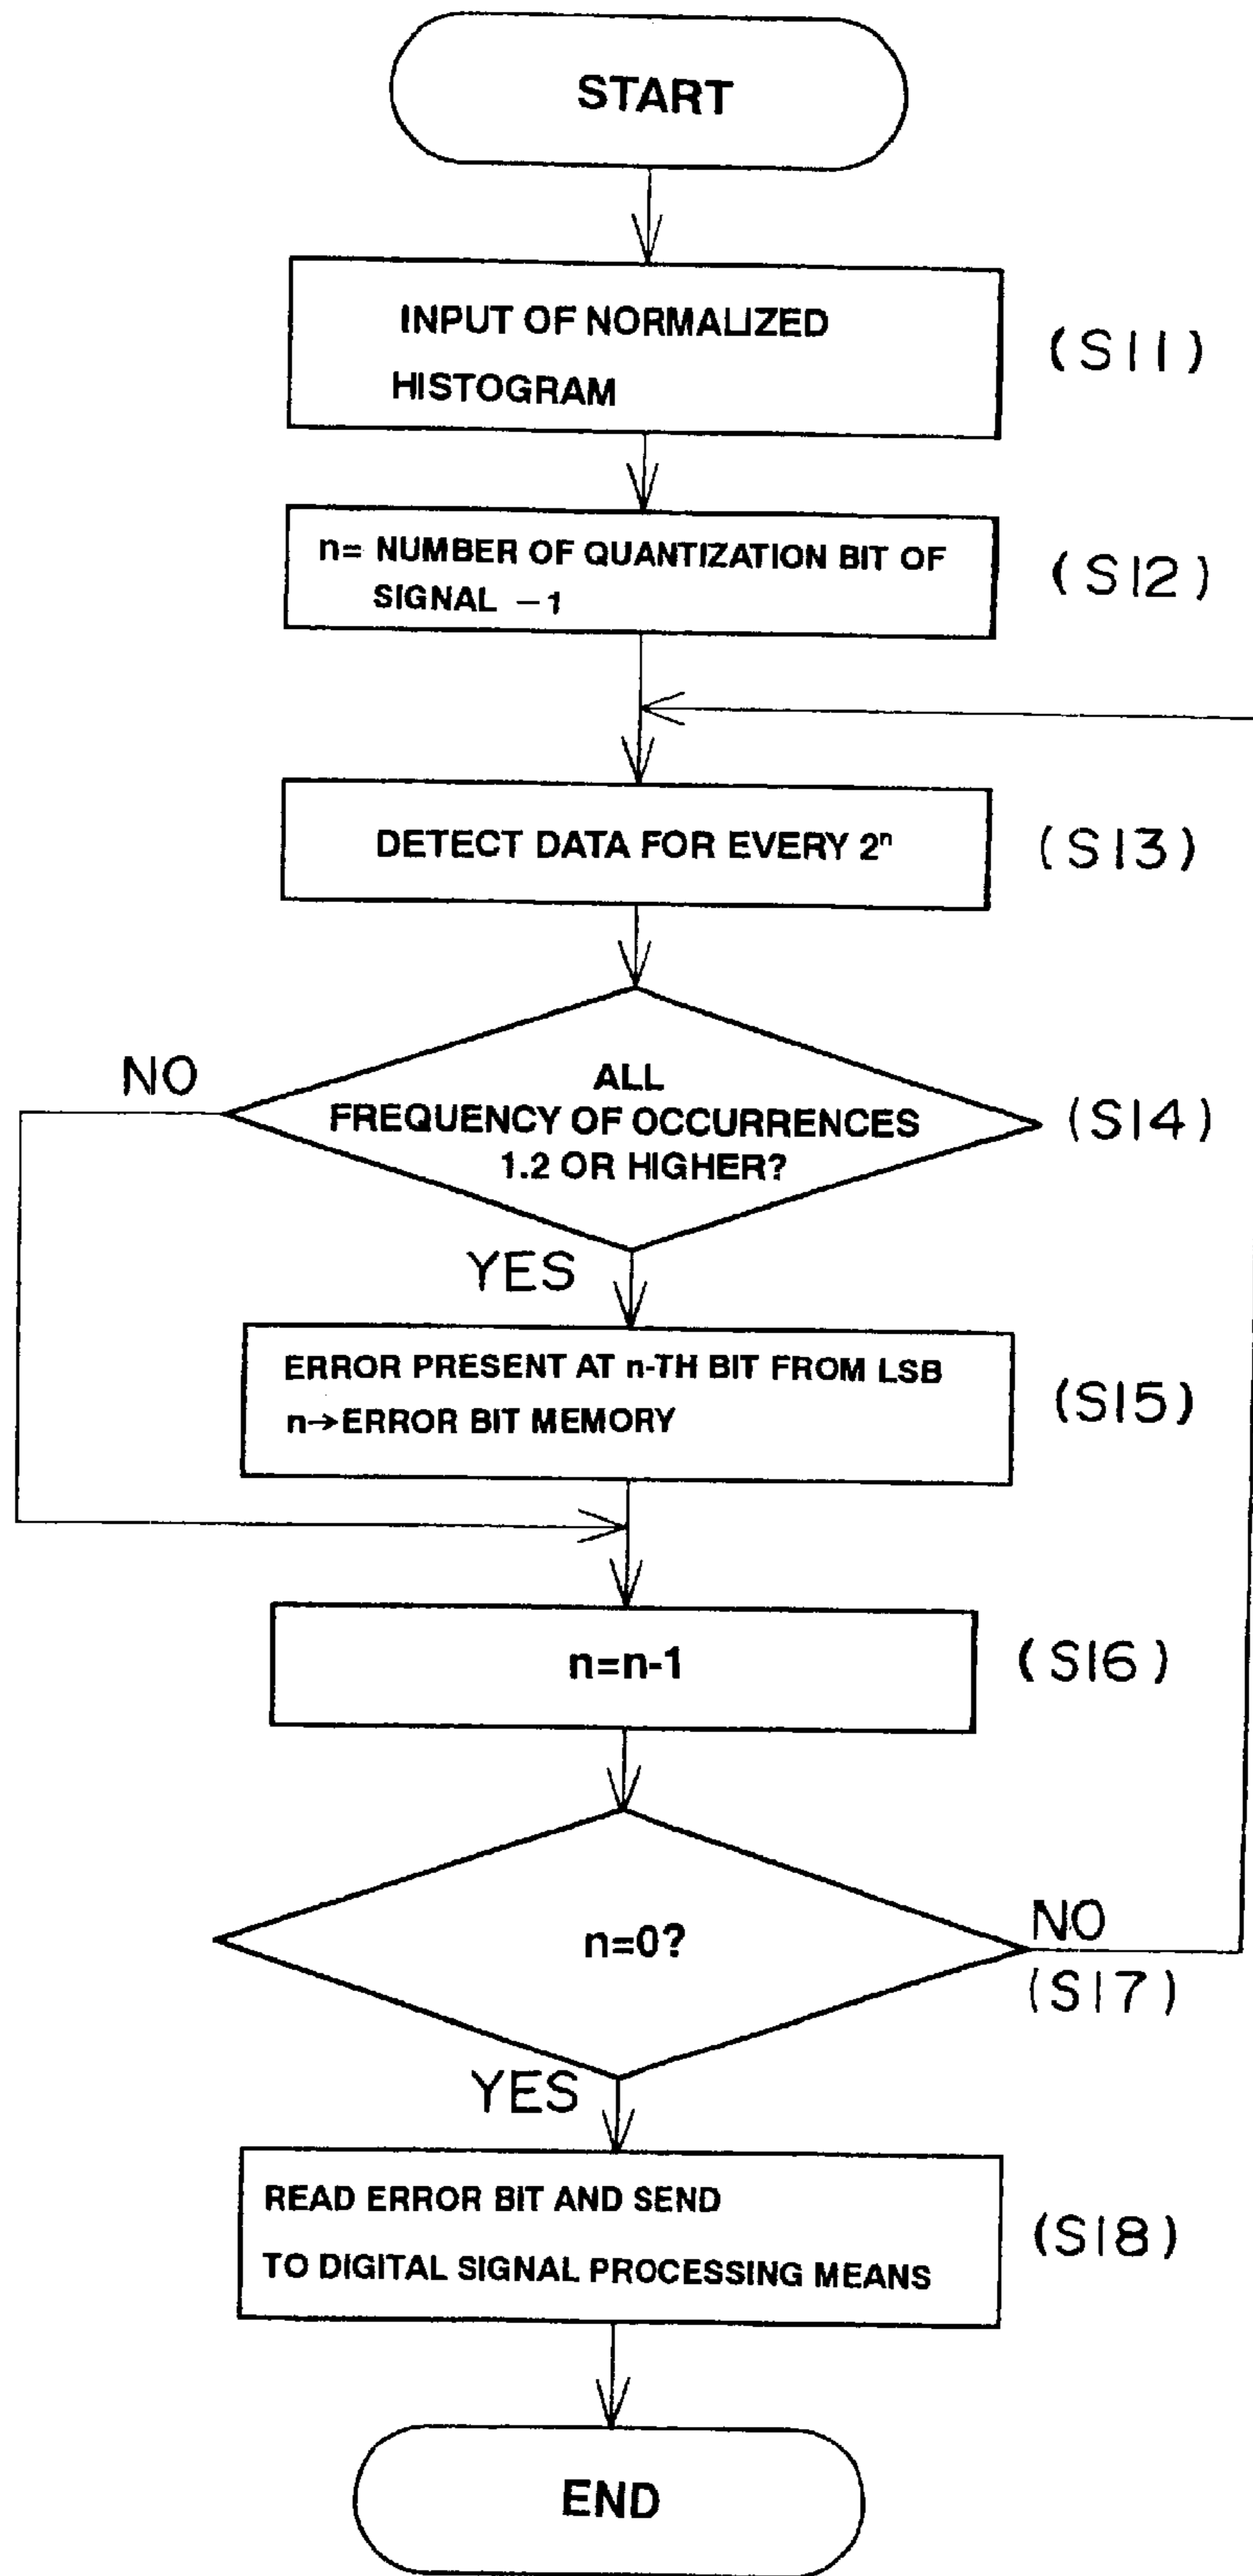 START
INPUT OF NORMALIZED
HISTOGRAM
(S11)
n= NUMBER OF QUANTIZATION BIT OF
SIGNAL −1
(S12)
DETECT DATA FOR EVERY 2ⁿ
(S13)
NO
ALL
FREQUENCY OF OCCURRENCES
1.2 OR HIGHER?
(S14)
YES
ERROR PRESENT AT n-TH BIT FROM LSB
n→ERROR BIT MEMORY
(S15)
n=n-1
(S16)
n=0?
NO
(S17)
YES
READ ERROR BIT AND SEND
TO DIGITAL SIGNAL PROCESSING MEANS
(S18)
END